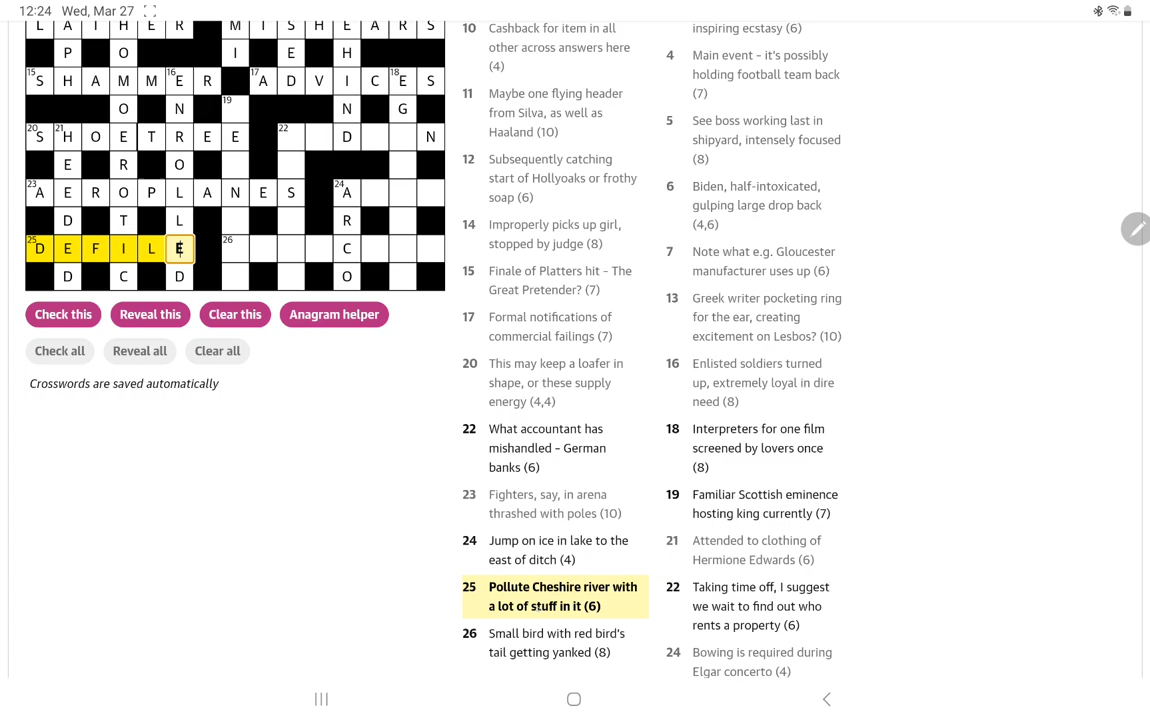 12:24 Wed, Mar 27
L A T H E R M I S H E A R S
P O I E H
15 S H A M M 16 E R 17 A D V I C 18 E S
O N 19 N G
20 S 21 H O E T R E E 22 D N
E R O
23 A E R O P L A N E S 24 A
D T L R
25 D E F I L E 26 C
D C D O
Check this Reveal this Clear this Anagram helper
Check all Reveal all Clear all
Crosswords are saved automatically
10 Cashback for item in all
other across answers here
(4)
11 Maybe one flying header
from Silva, as well as
Haaland (10)
12 Subsequently catching
start of Hollyoaks or frothy
soap (6)
14 Improperly picks up girl,
stopped by judge (8)
15 Finale of Platters hit – The
Great Pretender? (7)
17 Formal notifications of
commercial failings (7)
20 This may keep a loafer in
shape, or these supply
energy (4,4)
22 What accountant has
mishandled – German
banks (6)
23 Fighters, say, in arena
thrashed with poles (10)
24 Jump on ice in lake to the
east of ditch (4)
25 Pollute Cheshire river with
a lot of stuff in it (6)
26 Small bird with red bird's
tail getting yanked (8)
inspiring ecstasy (6)
4 Main event – it's possibly
holding football team back
(7)
5 See boss working last in
shipyard, intensely focused
(8)
6 Biden, half-intoxicated,
gulping large drop back
(4,6)
7 Note what e.g. Gloucester
manufacturer uses up (6)
13 Greek writer pocketing ring
for the ear, creating
excitement on Lesbos? (10)
16 Enlisted soldiers turned
up, extremely loyal in dire
need (8)
18 Interpreters for one film
screened by lovers once
(8)
19 Familiar Scottish eminence
hosting king currently (7)
21 Attended to clothing of
Hermione Edwards (6)
22 Taking time off, I suggest
we wait to find out who
rents a property (6)
24 Bowing is required during
Elgar concerto (4)